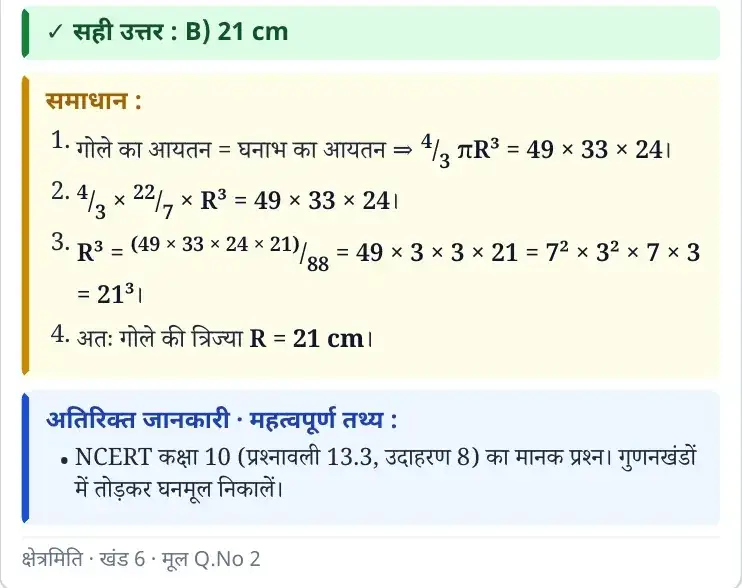 ✓ सही उत्तर : B) 21 cm
समाधान :
1. गोले का आयतन = घनाभ का आयतन ⇒ ⁴/₃ πR³ = 49 × 33 × 24।
2. ⁴/₃ × ²²/₇ × R³ = 49 × 33 × 24।
3. R³ = ⁽⁴⁹ ˣ ³³ ˣ ²⁴ ˣ ²¹⁾/₈₈ = 49 × 3 × 3 × 21 = 7² × 3² × 7 × 3
= 21³।
4. अतः गोले की त्रिज्या R = 21 cm।
अतिरिक्त जानकारी · महत्वपूर्ण तथ्य :
• NCERT कक्षा 10 (प्रश्नावली 13.3, उदाहरण 8) का मानक प्रश्न। गुणनखंडों
में तोड़कर घनमूल निकालें।
क्षेत्रमिति · खंड 6 · मूल Q.No 2